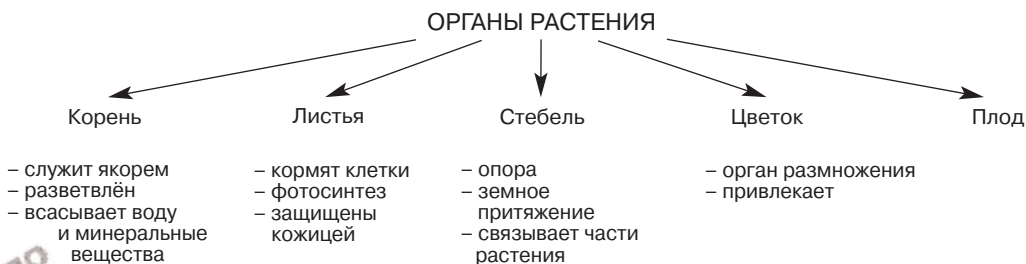 ОРГАНЫ РАСТЕНИЯ
Корень
Листья
Стебель
Цветок
Плод
– служит якорем
– разветвлён
– всасывает воду
и минеральные
вещества
– кормят клетки
– фотосинтез
– защищены
кожицей
– опора
– земное
притяжение
– связывает части
растения
– орган размножения
– привлекает